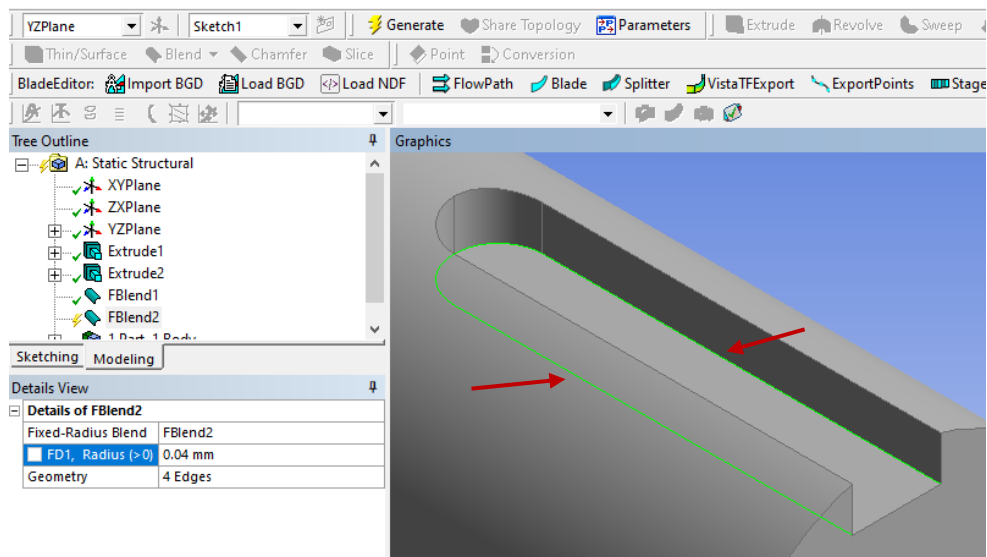 YZPlane Sketch1 Generate Share Topology Parameters Extrude Revolve Sweep
Thin/Surface Blend Chamfer Slice Point Conversion
BladeEditor: Import BGD Load BGD Load NDF FlowPath Blade Splitter VistaTFExport ExportPoints Stage
Tree Outline
A: Static Structural
XYPlane
ZXPlane
YZPlane
Extrude1
Extrude2
FBlend1
FBlend2
1 Part, 1 Body
Sketching Modeling
Details View
Details of FBlend2
Fixed-Radius Blend FBlend2
FD1, Radius (>0) 0.04 mm
Geometry 4 Edges
Graphics